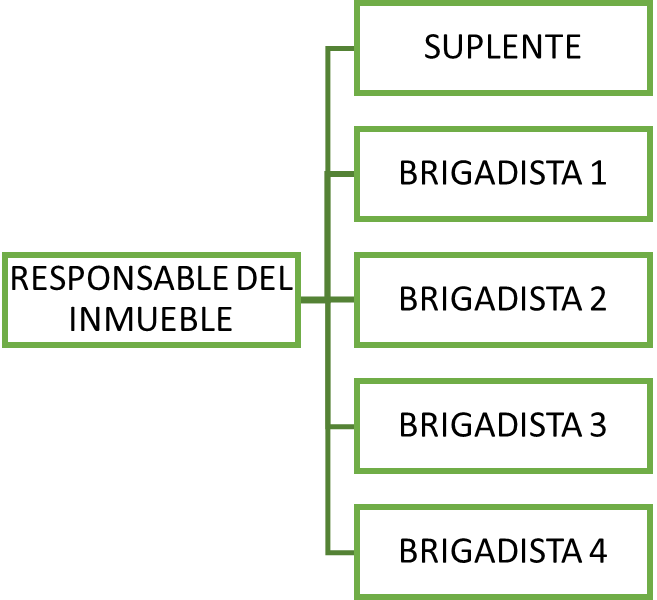 SUPLENTE
BRIGADISTA 1
RESPONSABLE DEL
INMUEBLE
BRIGADISTA 2
BRIGADISTA 3
BRIGADISTA 4